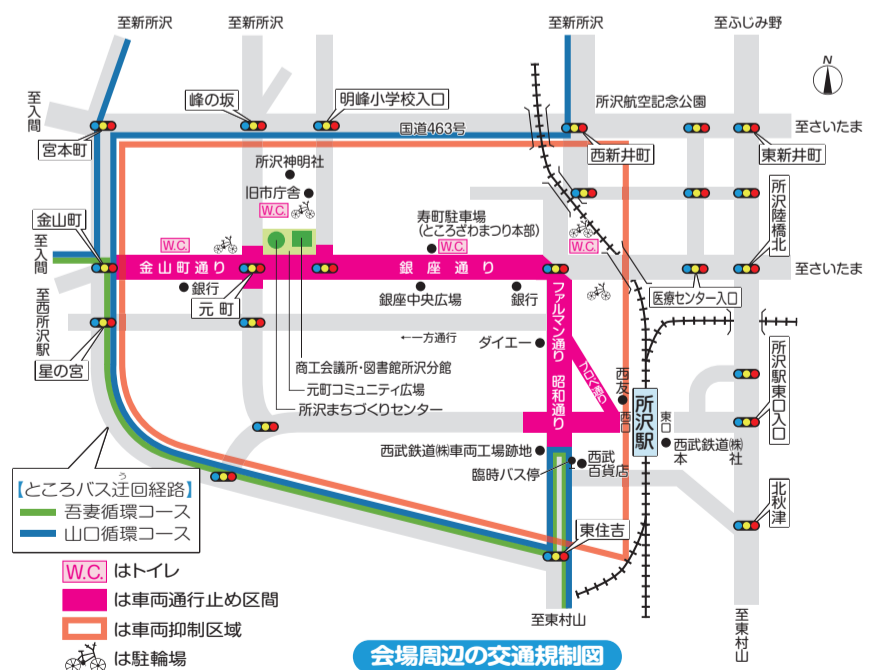 至新所沢
至新所沢
至新所沢
至ふじみ野
N
至入間
宮本町
峰の坂
明峰小学校入口
国道463号
所沢航空記念公園
西新井町
東新井町
至さいたま
所沢神明社
旧市庁舎
W.C.
金山町
W.C.
寿町駐車場
(ところざわまつり本部)
W.C.
W.C.
所沢陸橋北
至入間
金山町通り
銀座通り
至さいたま
至西所沢駅
銀行
元町
銀座中央広場
銀行
医療センター入口
ファルマン通り
星の宮
←一方通行
ダイエー
商工会議所・図書館所沢分館
元町コミュニティ広場
所沢まちづくりセンター
昭和通り
西友
西口
所沢駅
東口
所沢駅東口入口
西武鉄道㈱車両工場跡地
臨時バス停
西武百貨店
西武鉄道㈱本社
北秋津
【ところバス迂回経路】
う
吾妻循環コース
山口循環コース
東住吉
W.C. はトイレ
は車両通行止め区間
は車両抑制区域
は駐輪場
至東村山
至東村山
会場周辺の交通規制図